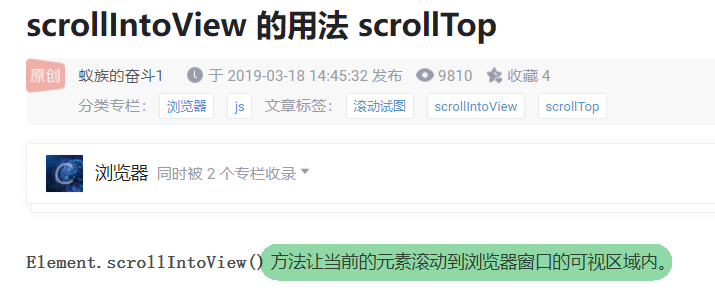 scrollIntoView 的用法 scrollTop
原创 蚁族的奋斗1 于 2019-03-18 14:45:32 发布 9810 收藏 4
分类专栏： 浏览器 js 文章标签： 滚动试图 scrollIntoView scrollTop
浏览器 同时被 2 个专栏收录
Element.scrollIntoView() 方法让当前的元素滚动到浏览器窗口的可视区域内。